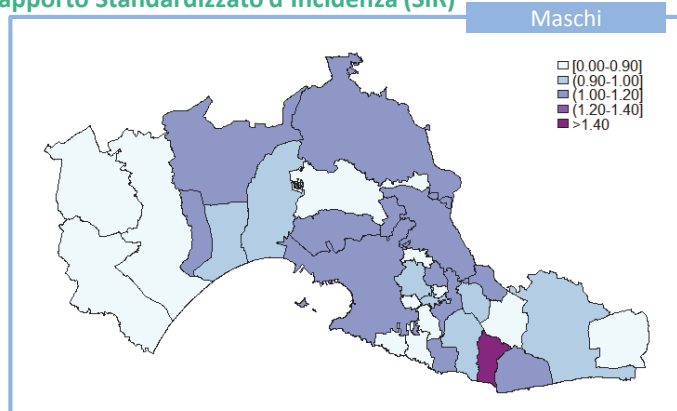 apporto Standardizzato d'Incidenza (SIR)
Maschi
[0.00-0.90]
(0.90-1.00]
(1.00-1.20]
(1.20-1.40]
>1.40